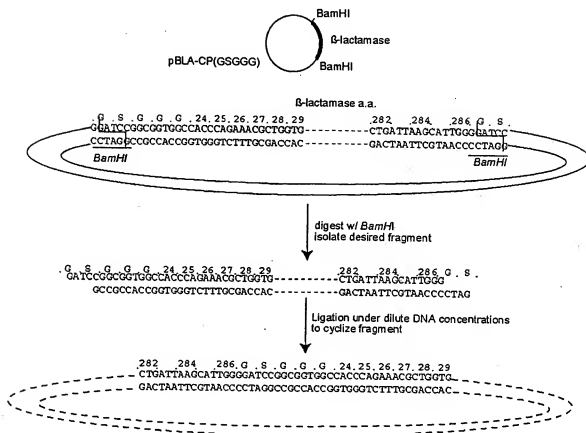 BamHI
ß-lactamase
pBLA-CP(GSGGG)
BamHI
ß-lactamase a.a.
.G . S . G . G . G .24.25.26.27.28.29 .282 .284 .286 . G . S.
GGATCCGGCGGTGGCCACCCAGAAACGCTGGTG - - - - - - - - - - - CTGATTAAGCATTGGGGATCC
CCTAGGCCGCCACCGGTGGGTCTTTGCGACCAC - - - - - - - - - - - GACTAATTCGTAACCCCTAGG
BamHI BamHI
digest w/ BamHI
isolate desired fragment
. G . S . G . G . G .24.25.26.27.28.29 .282 .284 .286 G . S .
GATCCGGCGGTGGCCACCCAGAAACGCTGGTG - - - - - - - - - - CTGATTAAGCATTGGG
GCCGCCACCGGTGGGTCTTTGCGACCAC - - - - - - - - - - GACTAATTCGTAACCCCTAG
Ligation under dilute DNA concentrations
to cyclize fragment
.282 .284 .286.G .S . G . G . G .24.25.26.27.28.29
CTGATTAAGCATTGGGGATCCGGCGGTGGCCACCCAGAAACGCTGGTG
GACTAATTCGTAACCCCTAGGCCGCCACCGGTGGGTCTTTGCGACCAC